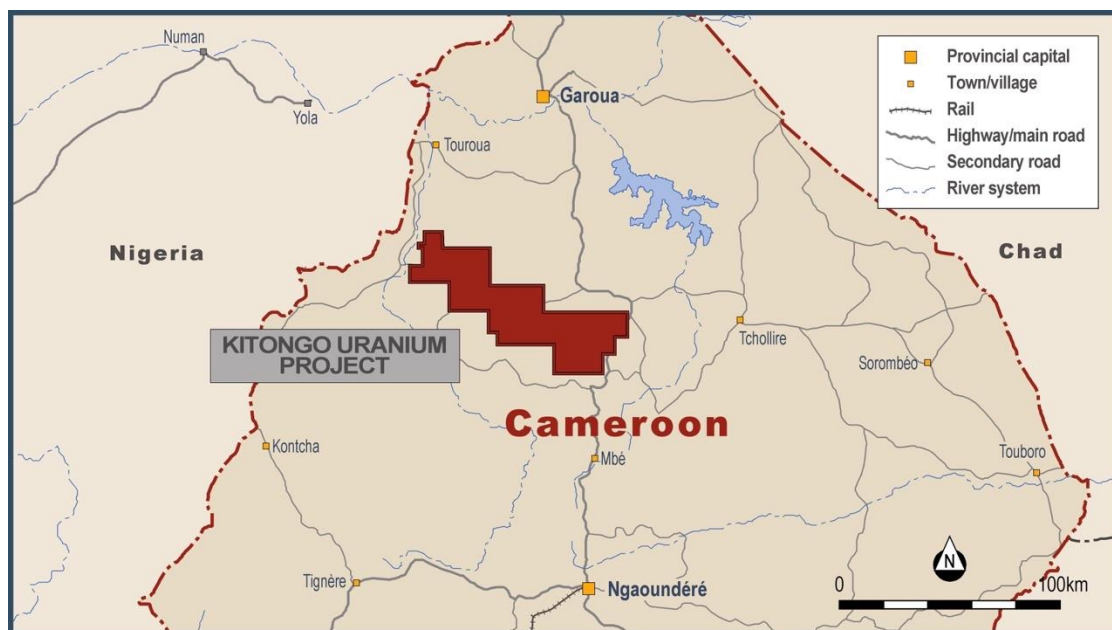 Numan
Yola
Garoua
Touroua
Nigeria
Chad
Provincial capital
Town/village
Rail
Highway/main road
Secondary road
River system
KITONGO URANIUM
PROJECT
Tchollire
Sorombéo
Cameroon
Kontcha
Mbé
Touboro
Tignère
Ngaoundéré
N
0
100km